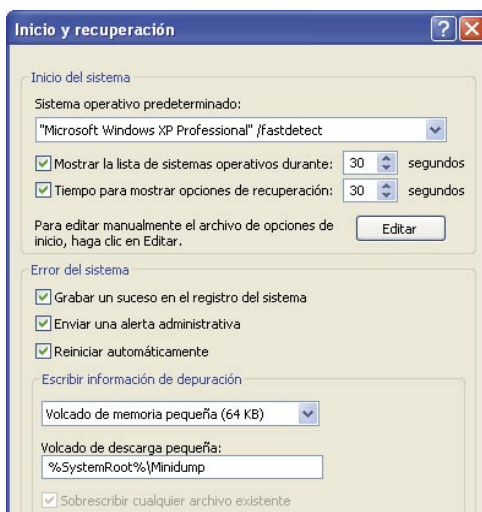 Inicio y recuperación
Inicio del sistema
Sistema operativo predeterminado:
"Microsoft Windows XP Professional" /fastdetect
Mostrar la lista de sistemas operativos durante: 30 segundos
Tiempo para mostrar opciones de recuperación: 30 segundos
Para editar manualmente el archivo de opciones de
inicio, haga clic en Editar.
Editar
Error del sistema
Grabar un suceso en el registro del sistema
Enviar una alerta administrativa
Reiniciar automáticamente
Escribir información de depuración
Volcado de memoria pequeña (64 KB)
Volcado de descarga pequeña:
%SystemRoot%\Minidump
Sobrescribir cualquier archivo existente